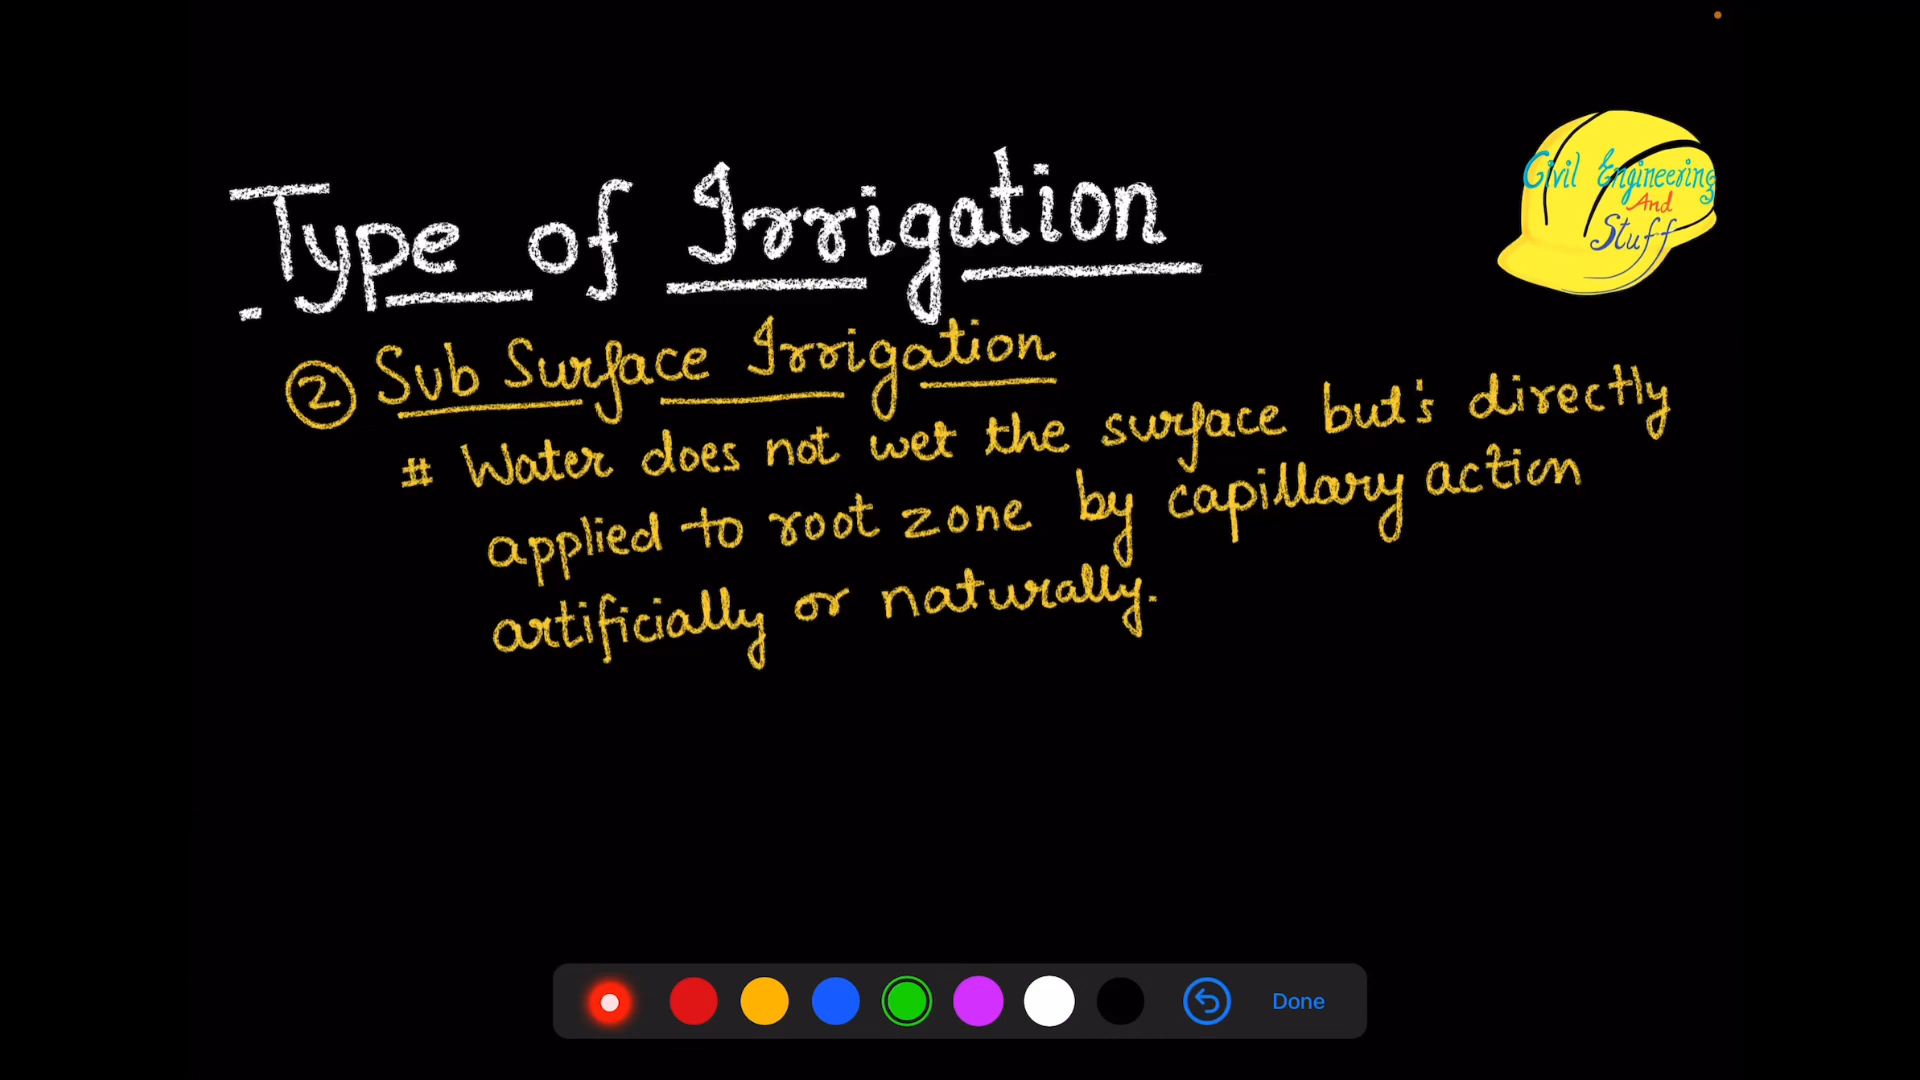 Type of Irrigation
Civil Engineering
And
Stuff
② Sub Surface Irrigation
# Water does not wet the surface but's directly
applied to root zone by capillary action
artificially or naturally.
Done